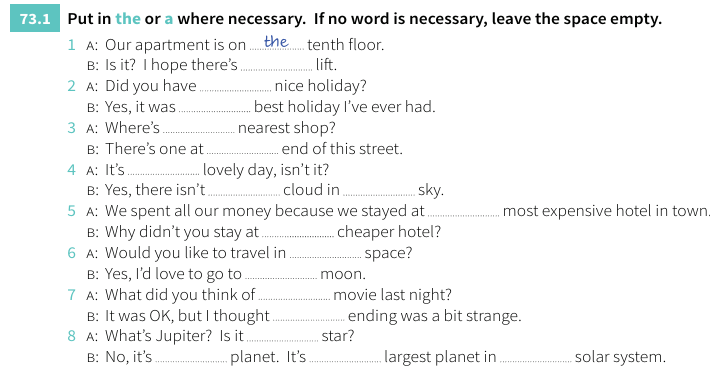 73.1 Put in the or a where necessary. If no word is necessary, leave the space empty.
1 A: Our apartment is on the tenth floor.
B: Is it? I hope there's .......... lift.
2 A: Did you have .......... nice holiday?
B: Yes, it was .......... best holiday I've ever had.
3 A: Where's .......... nearest shop?
B: There's one at .......... end of this street.
4 A: It's .......... lovely day, isn't it?
B: Yes, there isn't .......... cloud in .......... sky.
5 A: We spent all our money because we stayed at .......... most expensive hotel in town.
B: Why didn't you stay at .......... cheaper hotel?
6 A: Would you like to travel in .......... space?
B: Yes, I'd love to go to .......... moon.
7 A: What did you think of .......... movie last night?
B: It was OK, but I thought .......... ending was a bit strange.
8 A: What's Jupiter? Is it .......... star?
B: No, it's .......... planet. It's .......... largest planet in .......... solar system.